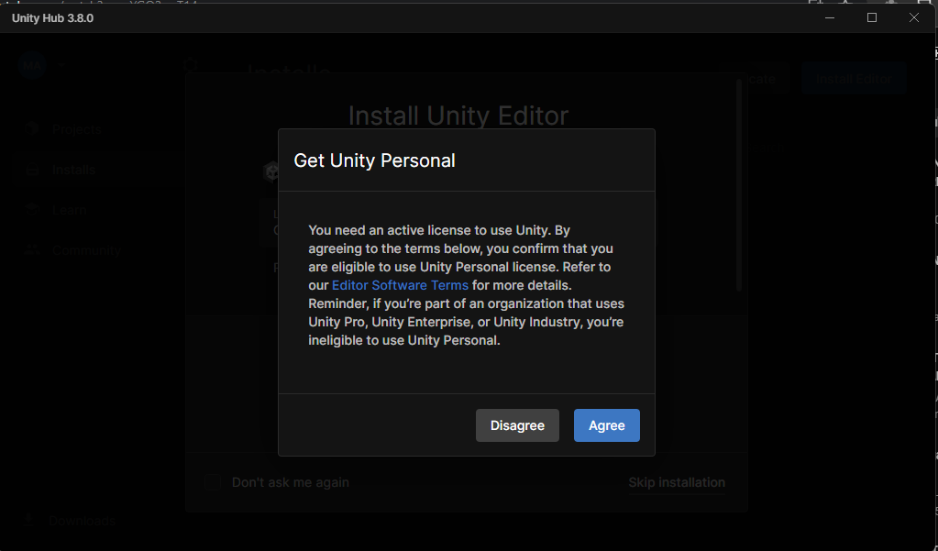 Unity Hub 3.8.0
Installs
Install Editor
Projects
Installs
Learn
Community
Downloads
Install Unity Editor
Get Unity Personal
You need an active license to use Unity. By
agreeing to the terms below, you confirm that you
are eligible to use Unity Personal license. Refer to
our Editor Software Terms for more details.
Reminder, if you’re part of an organization that uses
Unity Pro, Unity Enterprise, or Unity Industry, you’re
ineligible to use Unity Personal.
Disagree
Agree
Don't ask me again
Skip installation